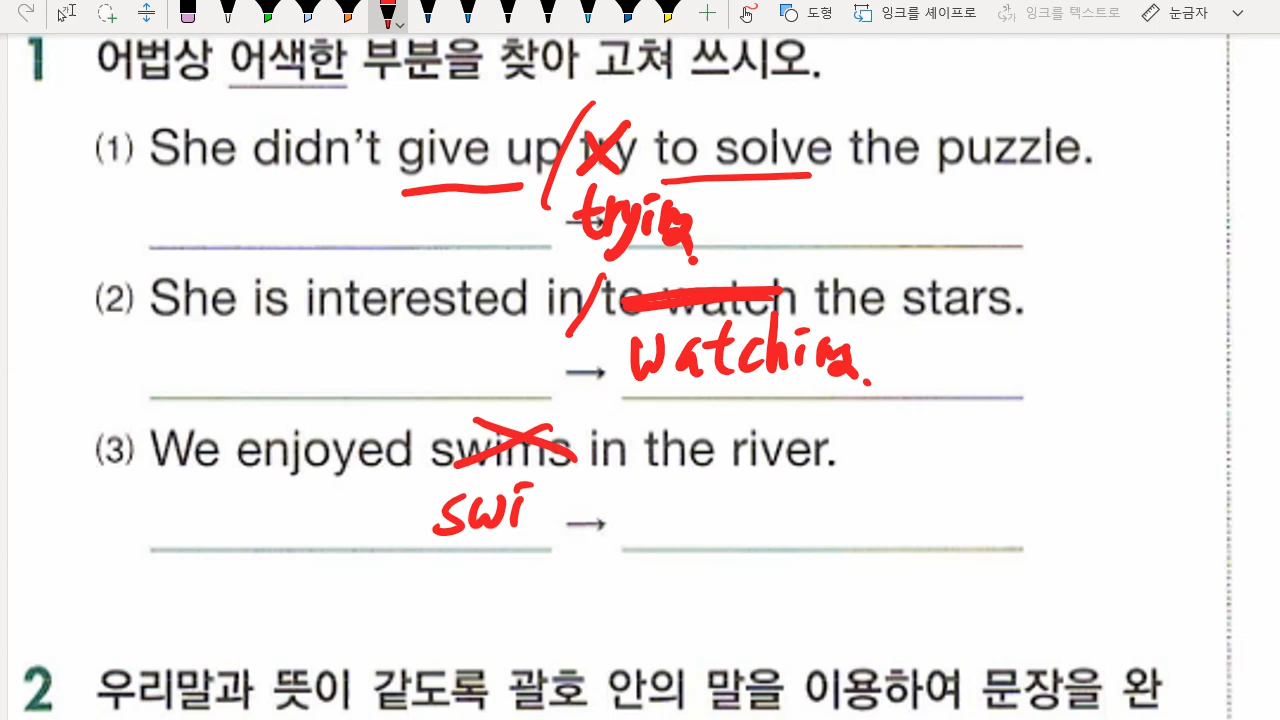 도형 잉크를 셰이프로 잉크를 텍스트로 눈금자
1 어법상 어색한 부분을 찾아 고쳐 쓰시오.
(1) She didn't give up try to solve the puzzle.
→ trying
(2) She is interested in to watch the stars.
→ watching
(3) We enjoyed swims in the river.
swi →
2 우리말과 뜻이 같도록 괄호 안의 말을 이용하여 문장을 완